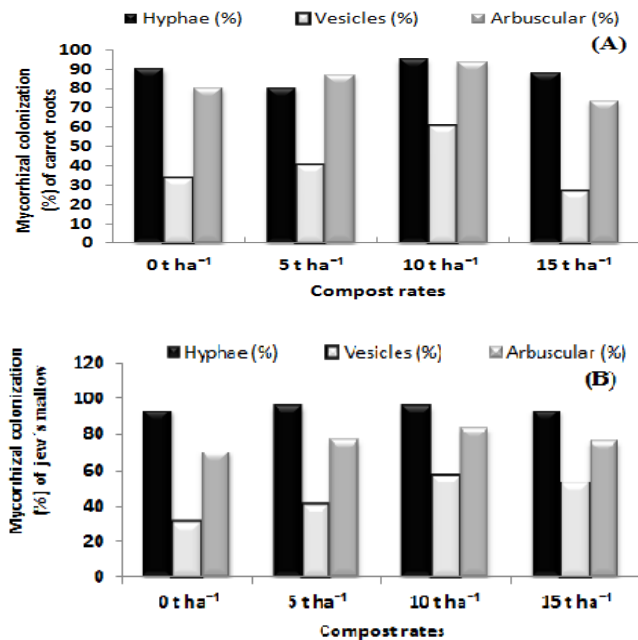 Hyphae (%) Vesicles (%) Arbuscular (%)
(A)
Mycorrhizal colonization
(%) of carrot roots
100
90
80
70
60
50
40
30
20
10
0
0 t ha⁻¹ 5 t ha⁻¹ 10 t ha⁻¹ 15 t ha⁻¹
Compost rates
Hyphae (%) Vesicles (%) Arbuscular (%)
(B)
Mycorrhizal colonization
(%) of jew's mallow
120
100
80
60
40
20
0
0 t ha⁻¹ 5 t ha⁻¹ 10 t ha⁻¹ 15 t ha⁻¹
Compost rates